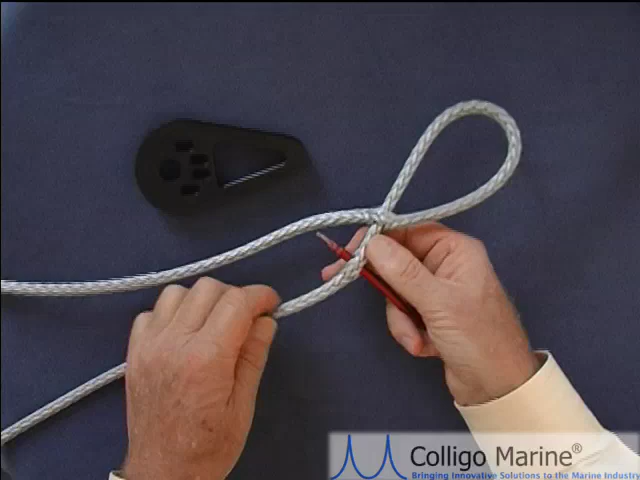 Colligo Marine®
Bringing Innovative Solutions to the Marine Industry